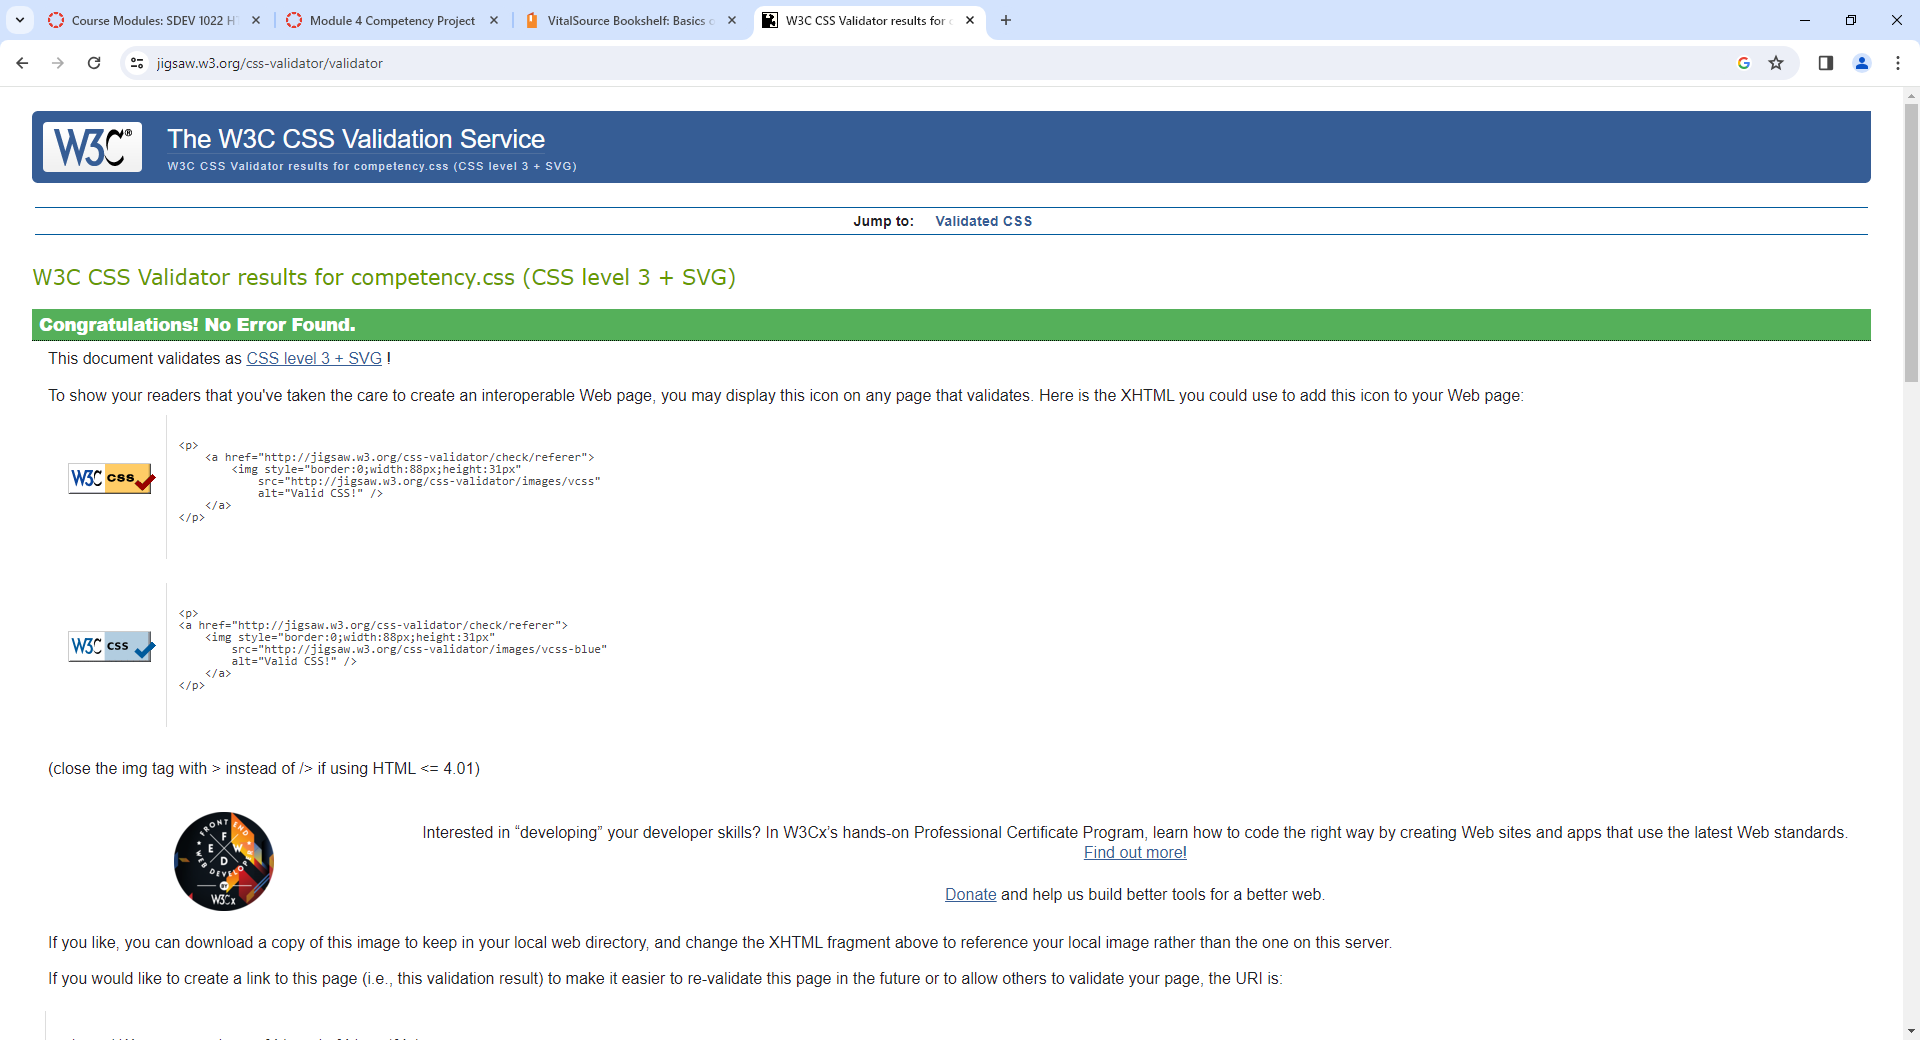 Course Modules: SDEV 1022 H
Module 4 Competency Project
VitalSource Bookshelf: Basics o
W3C CSS Validator results for c
jigsaw.w3.org/css-validator/validator
W3C®
The W3C CSS Validation Service
W3C CSS Validator results for competency.css (CSS level 3 + SVG)
Jump to: Validated CSS
W3C CSS Validator results for competency.css (CSS level 3 + SVG)
Congratulations! No Error Found.
This document validates as CSS level 3 + SVG !
To show your readers that you've taken the care to create an interoperable Web page, you may display this icon on any page that validates. Here is the XHTML you could use to add this icon to your Web page:
W3C CSS
<p>
<a href="http://jigsaw.w3.org/css-validator/check/referer">
<img style="border:0;width:88px;height:31px"
src="http://jigsaw.w3.org/css-validator/images/vcss"
alt="Valid CSS!" />
</a>
</p>
W3C CSS
<p>
<a href="http://jigsaw.w3.org/css-validator/check/referer">
<img style="border:0;width:88px;height:31px"
src="http://jigsaw.w3.org/css-validator/images/vcss-blue"
alt="Valid CSS!" />
</a>
</p>
(close the img tag with > instead of /> if using HTML <= 4.01)
FRONT END
F
E W
D
WEB DEVELOP
BY
W3Cx
Interested in “developing” your developer skills? In W3Cx’s hands-on Professional Certificate Program, learn how to code the right way by creating Web sites and apps that use the latest Web standards.
Find out more!
Donate and help us build better tools for a better web.
If you like, you can download a copy of this image to keep in your local web directory, and change the XHTML fragment above to reference your local image rather than the one on this server.
If you would like to create a link to this page (i.e., this validation result) to make it easier to re-validate this page in the future or to allow others to validate your page, the URI is: